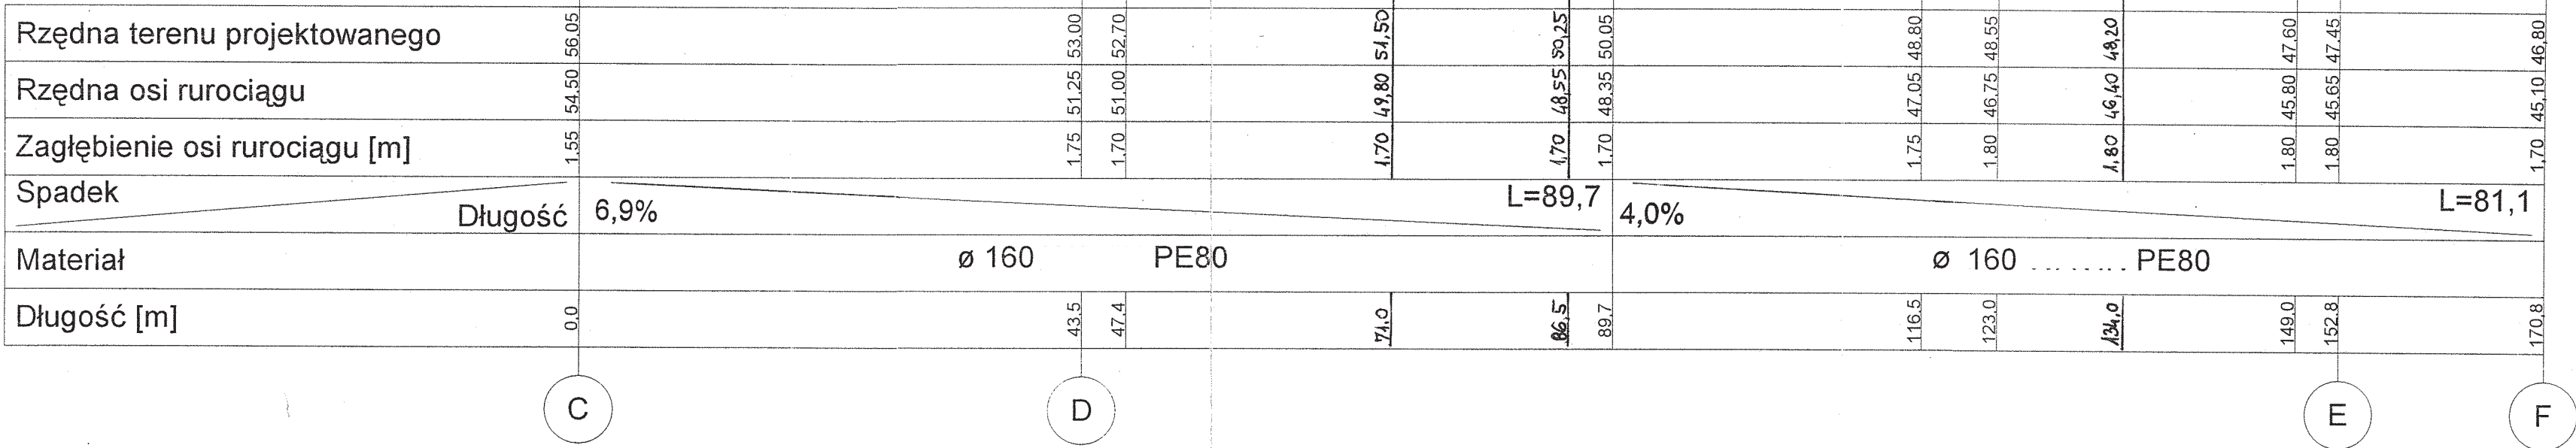 Rzędna terenu projektowanego 56,05 53,00 52,70 51,50 50,25 50,05 48,80 48,55 48,20 47,60 47,45 46,80
Rzędna osi rurociągu 54,50 51,25 51,00 49,80 48,55 48,35 47,05 46,75 46,40 45,80 45,65 45,10
Zagłębienie osi rurociągu [m] 1,55 1,75 1,70 1,70 1,70 1,70 1,75 1,80 1,80 1,80 1,80 1,70
Spadek L=89,7 L=81,1
Długość 6,9% 4,0%
Materiał ø 160 PE80 ø 160 ........ PE80
Długość [m] 0,0 43,5 47,4 71,0 86,5 89,7 116,5 123,0 134,0 149,0 152,8 170,8
C D E F